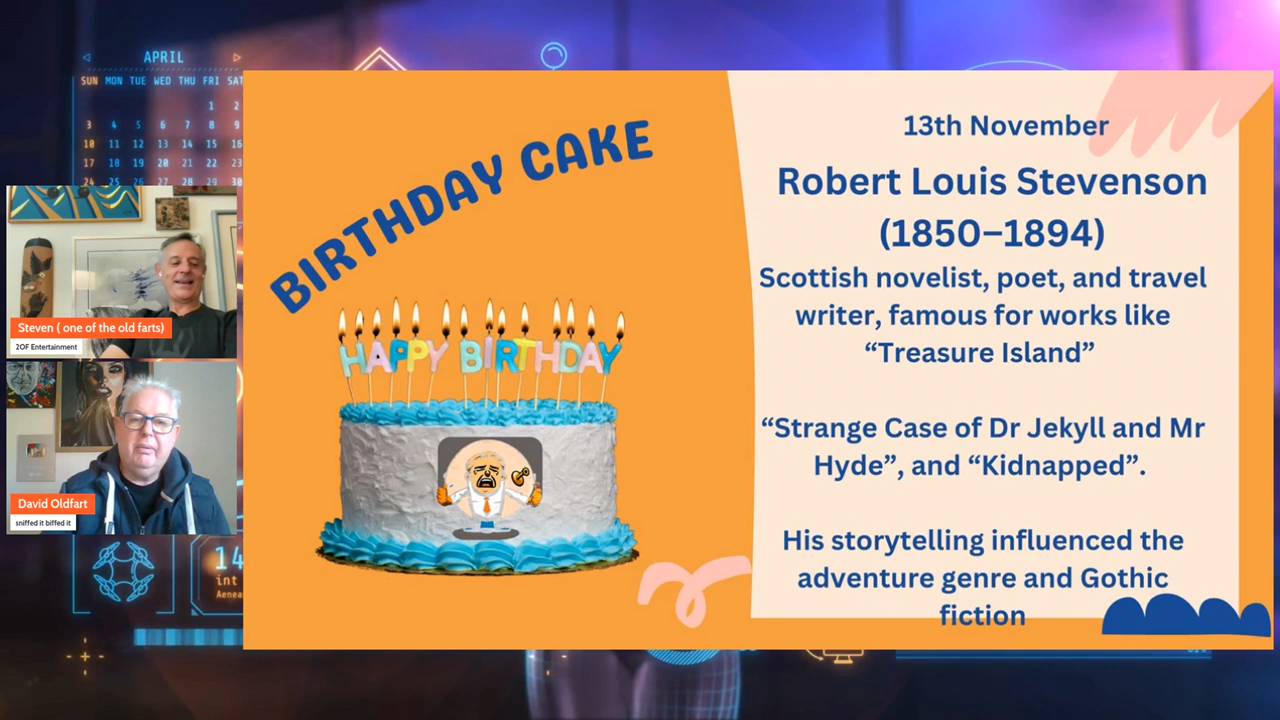 APRIL
SUN MON TUE WED THU FRI SAT
1 2
3 4 5 6 7 8 9
10 11 12 13 14 15 16
17 18 19 20 21 22 23
24 25 26 27 28 29 30
BIRTHDAY CAKE
HAPPY BIRTHDAY
13th November
Robert Louis Stevenson
(1850–1894)
Scottish novelist, poet, and travel
writer, famous for works like
“Treasure Island”
“Strange Case of Dr Jekyll and Mr
Hyde”, and “Kidnapped”.
His storytelling influenced the
adventure genre and Gothic
fiction
Steven ( one of the old farts)
2OF Entertainment
David Oldfart
sniffed it biffed it
14
int
Aenea